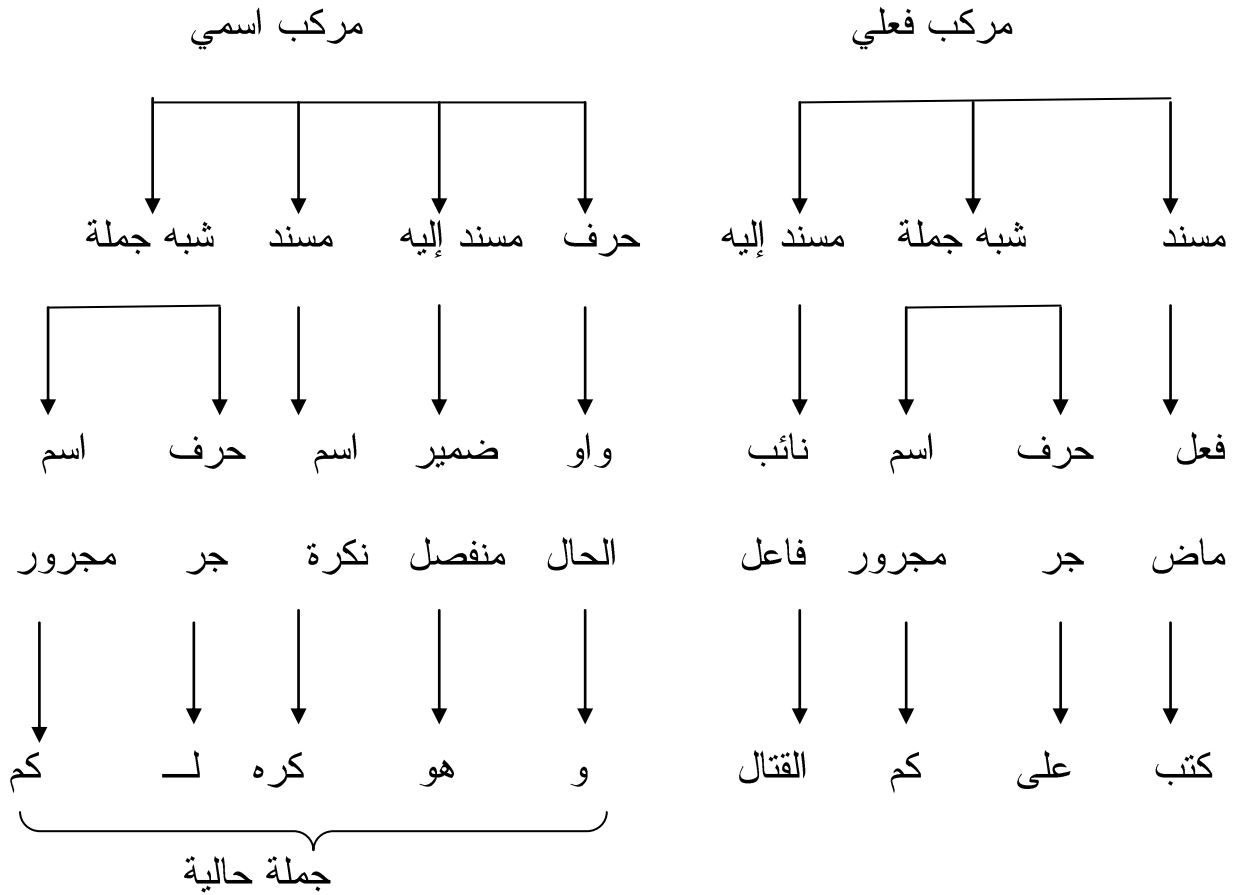 مركب فعلي مركب اسمي
مسند شبه جملة مسند إليه حرف مسند إليه مسند شبه جملة
فعل حرف اسم نائب واو ضمير اسم حرف اسم
ماض جر مجرور فاعل الحال منفصل نكرة جر مجرور
كتب على كم القتال و هو كره لـــ كم
جملة حالية